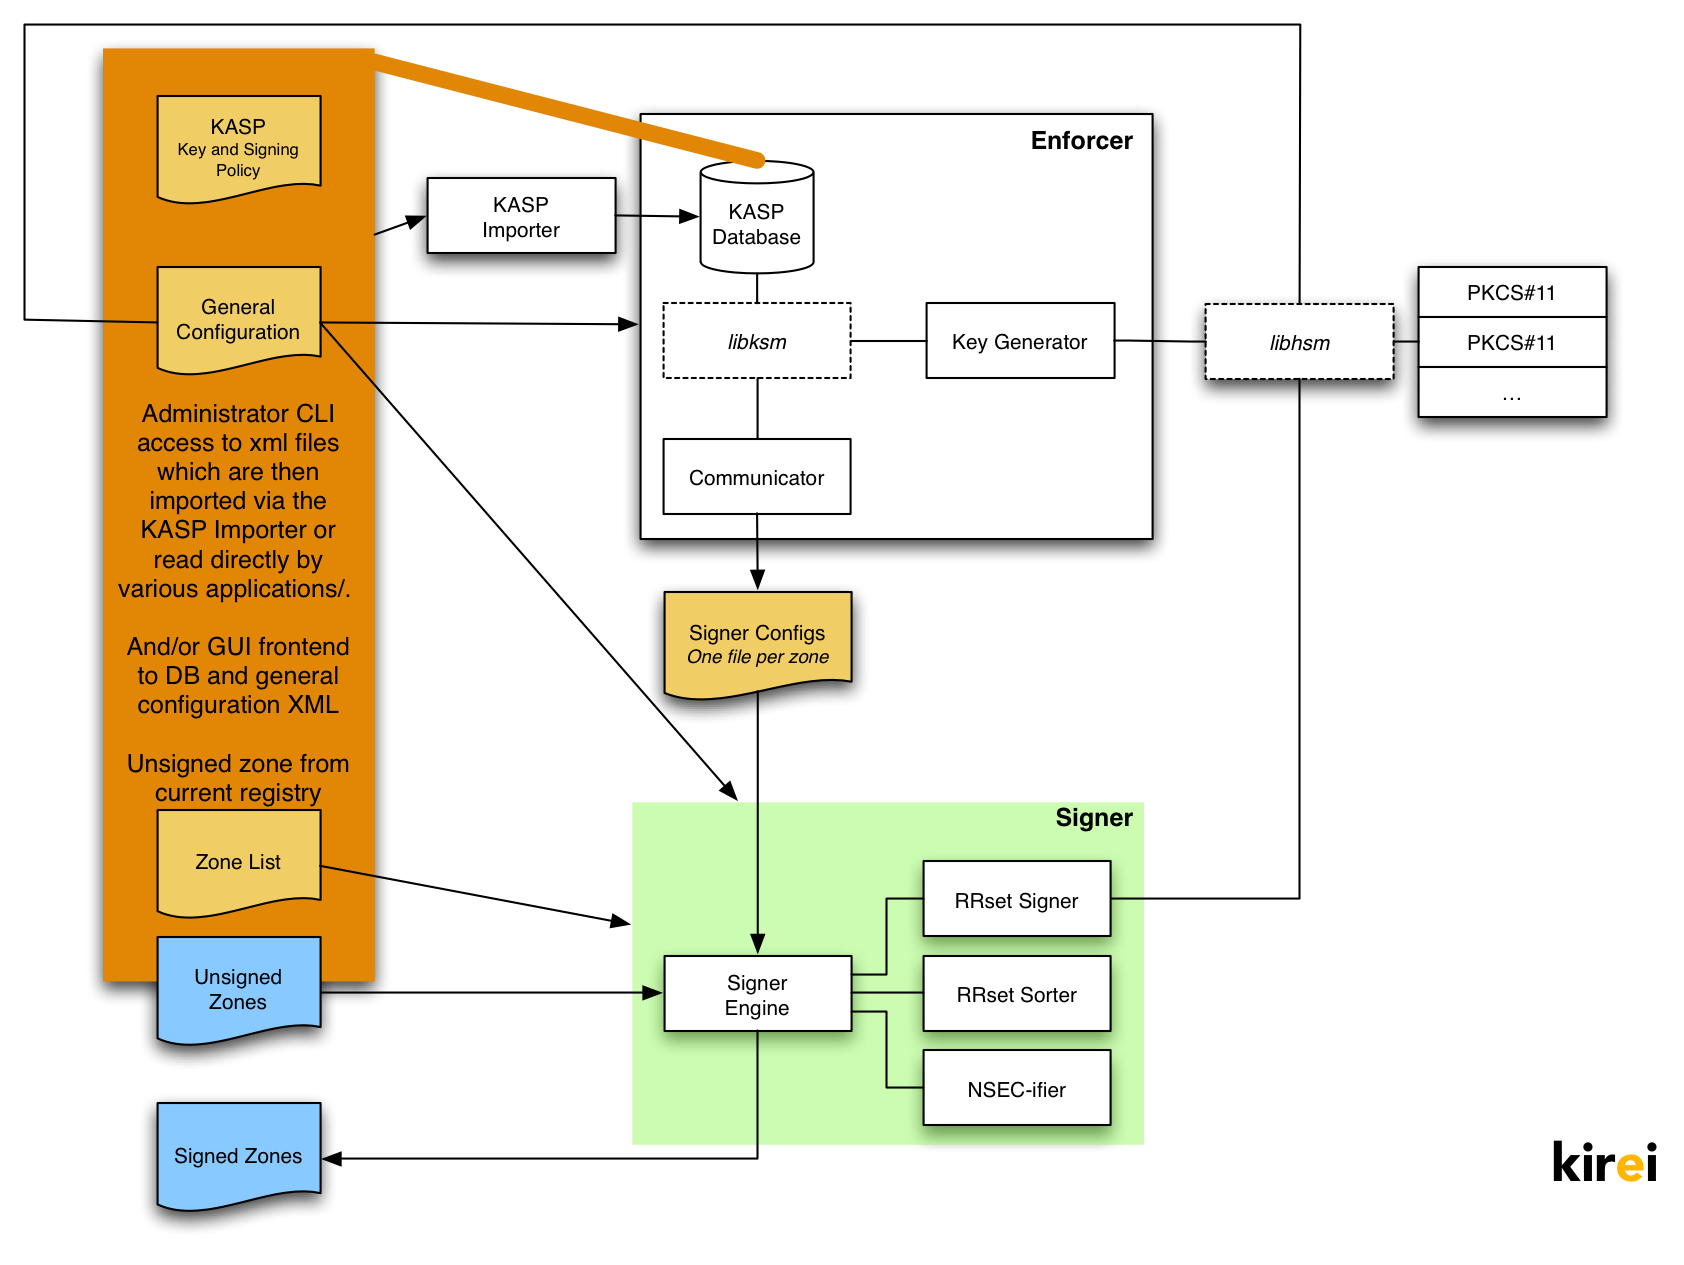 KASP
Key and Signing
Policy
General
Configuration
Administrator CLI
access to xml files
which are then
imported via the
KASP Importer or
read directly by
various applications/.
And/or GUI frontend
to DB and general
configuration XML
Unsigned zone from
current registry
Zone List
Unsigned
Zones
Signed Zones
KASP
Importer
Enforcer
KASP
Database
libksm
Key Generator
Communicator
libhsm
PKCS#11
PKCS#11
...
Signer Configs
One file per zone
Signer
RRset Signer
Signer
Engine
RRset Sorter
NSEC-ifier
kirei